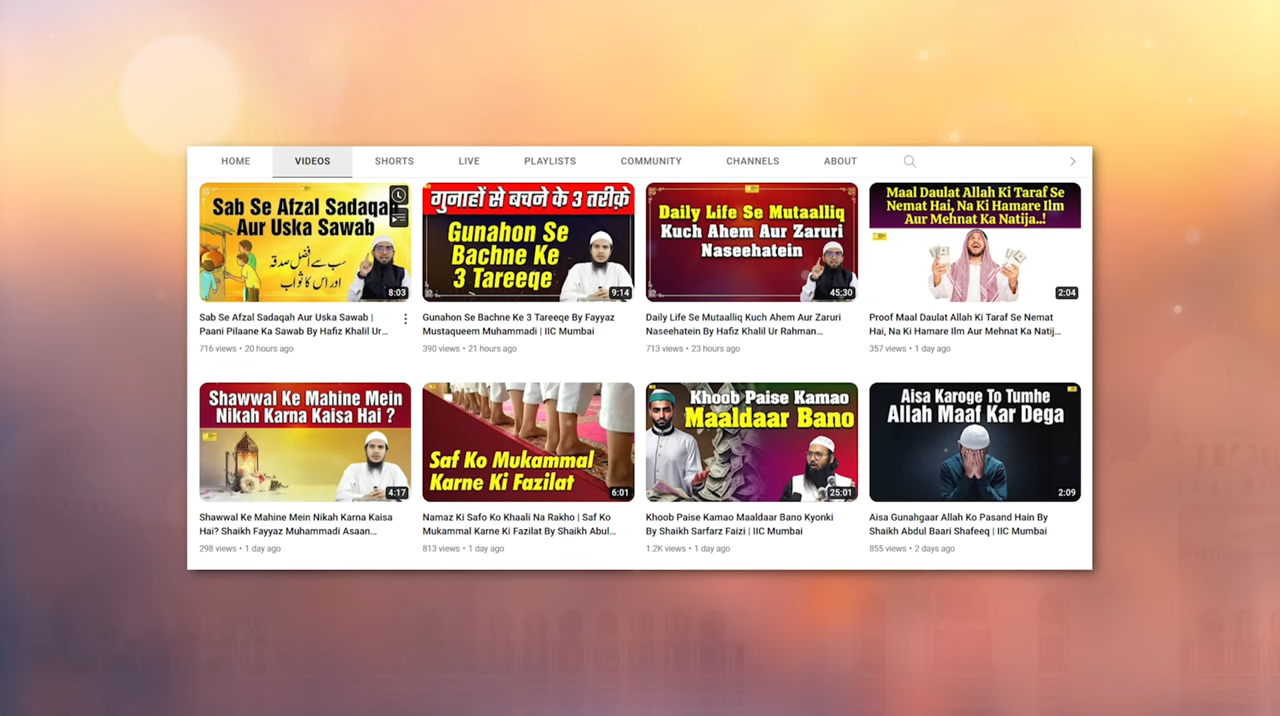 HOME VIDEOS SHORTS LIVE PLAYLISTS COMMUNITY CHANNELS ABOUT
Sab Se Afzal Sadaqah
Aur Uska Sawab
سب سے افضل صدقہ
اور اس کا ثواب
8:03
Sab Se Afzal Sadaqah Aur Uska Sawab |
Paani Pilaane Ka Sawab By Hafiz Khalil Ur...
716 views • 20 hours ago
गुनाहों से बचने के 3 तरीक़े
Gunahon Se
Bachne Ke
3 Tareeqe
9:14
Gunahon Se Bachne Ke 3 Tareeqe By Fayyaz
Mustaqueem Muhammadi | IIC Mumbai
390 views • 21 hours ago
Daily Life Se Mutaalliq
Kuch Ahem Aur Zaruri
Naseehatein
45:30
Daily Life Se Mutaalliq Kuch Ahem Aur Zaruri
Naseehatein By Hafiz Khalil Ur Rahman...
713 views • 23 hours ago
Maal Daulat Allah Ki Taraf Se
Nemat Hai, Na Ki Hamare Ilm
Aur Mehnat Ka Natija..!
2:04
Proof Maal Daulat Allah Ki Taraf Se Nemat
Hai, Na Ki Hamare Ilm Aur Mehnat Ka Natij...
357 views • 1 day ago
Shawwal Ke Mahine Mein
Nikah Karna Kaisa Hai ?
4:17
Shawwal Ke Mahine Mein Nikah Karna Kaisa
Hai? Shaikh Fayyaz Muhammadi Asaan...
298 views • 1 day ago
Saf Ko Mukammal
Karne Ki Fazilat
6:01
Namaz Ki Safo Ko Khaali Na Rakho | Saf Ko
Mukammal Karne Ki Fazilat By Shaikh Abul...
813 views • 1 day ago
Khoob Paise Kamao
Maaldaar Bano
25:01
Khoob Paise Kamao Maaldaar Bano Kyonki
By Shaikh Sarfarz Faizi | IIC Mumbai
1.2K views • 1 day ago
Aisa Karoge To Tumhe
Allah Maaf Kar Dega
2:09
Aisa Gunahgaar Allah Ko Pasand Hain By
Shaikh Abdul Baari Shafeeq | IIC Mumbai
855 views • 2 days ago